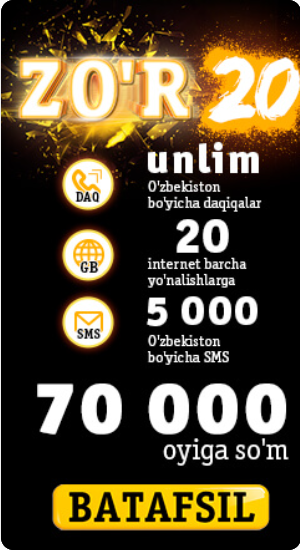 ZO'R 20
unlim
DAQ
O'zbekiston
bo'yicha daqiqalar
20
GB
internet barcha
yo'nalishlarga
5 000
SMS
O'zbekiston
bo'yicha SMS
70 000
oyiga so'm
BATAFSIL